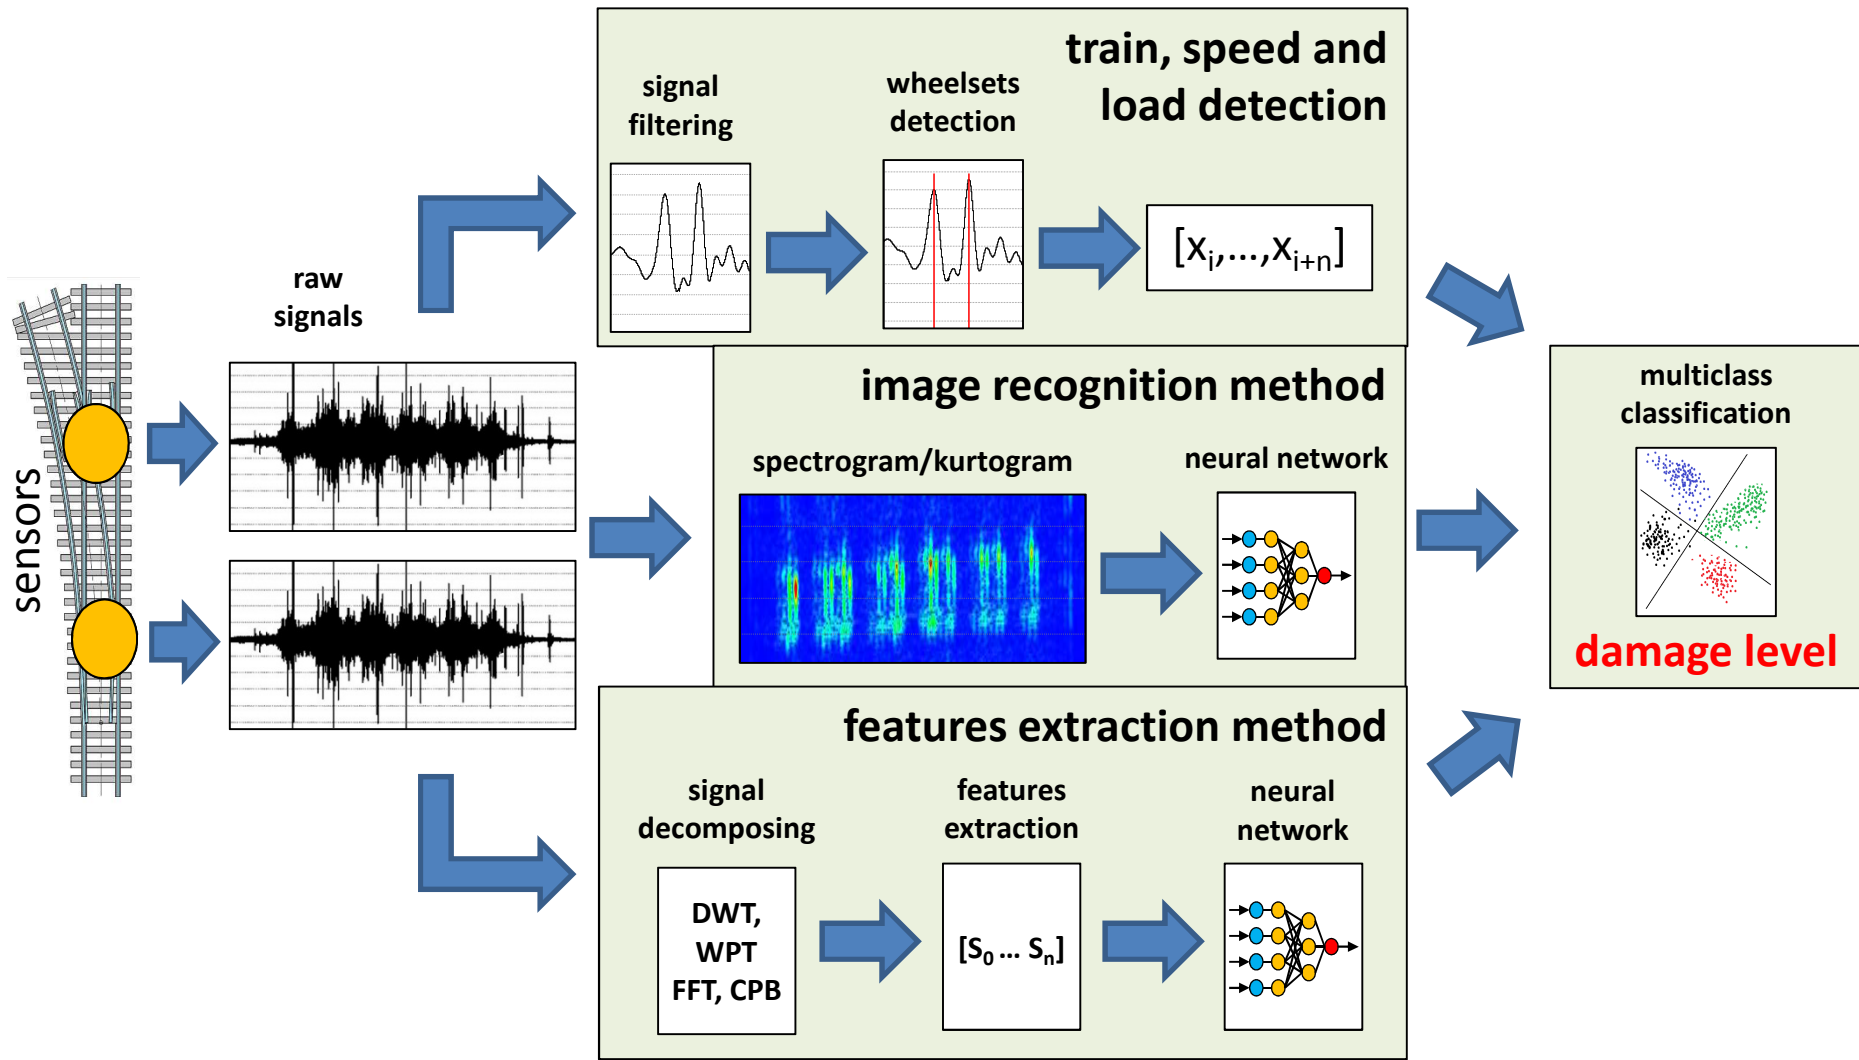 sensors
raw
signals
train, speed and
load detection
signal
filtering
wheelsets
detection
[xᵢ,...,xᵢ₊ₙ]
image recognition method
spectrogram/kurtogram
neural network
features extraction method
signal
decomposing
DWT,
WPT
FFT, CPB
features
extraction
[S₀ ... Sₙ]
neural
network
multiclass
classification
damage level